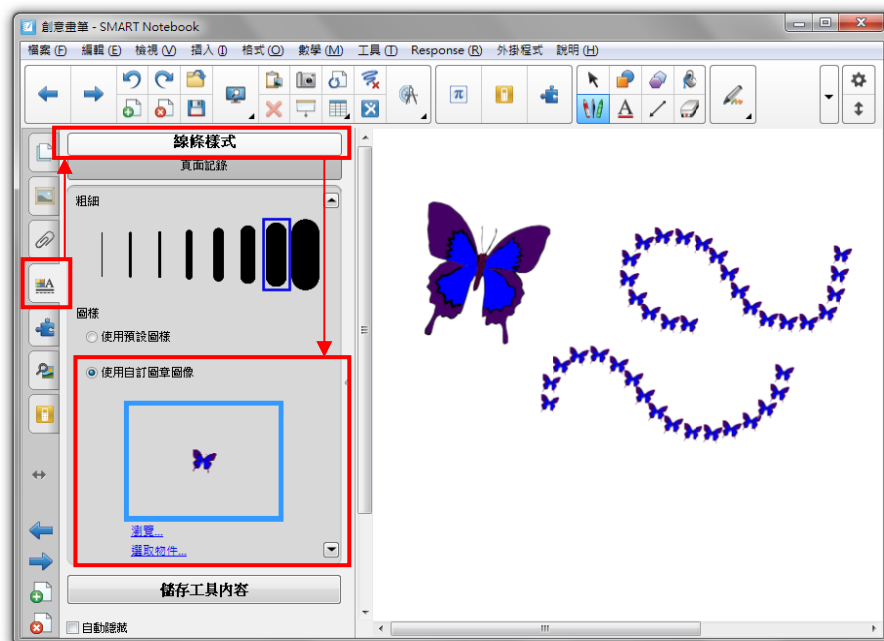 創意畫筆 - SMART Notebook
檔案(F) 編輯(E) 檢視(V) 插入(I) 格式(O) 數學(M) 工具(T) Response(R) 外掛程式 說明(H)
π
A
線條樣式
頁面記錄
粗細
A
圖樣
使用預設圖樣
使用自訂圖章圖像
瀏覽...
選取物件...
儲存工具內容
自動隱藏